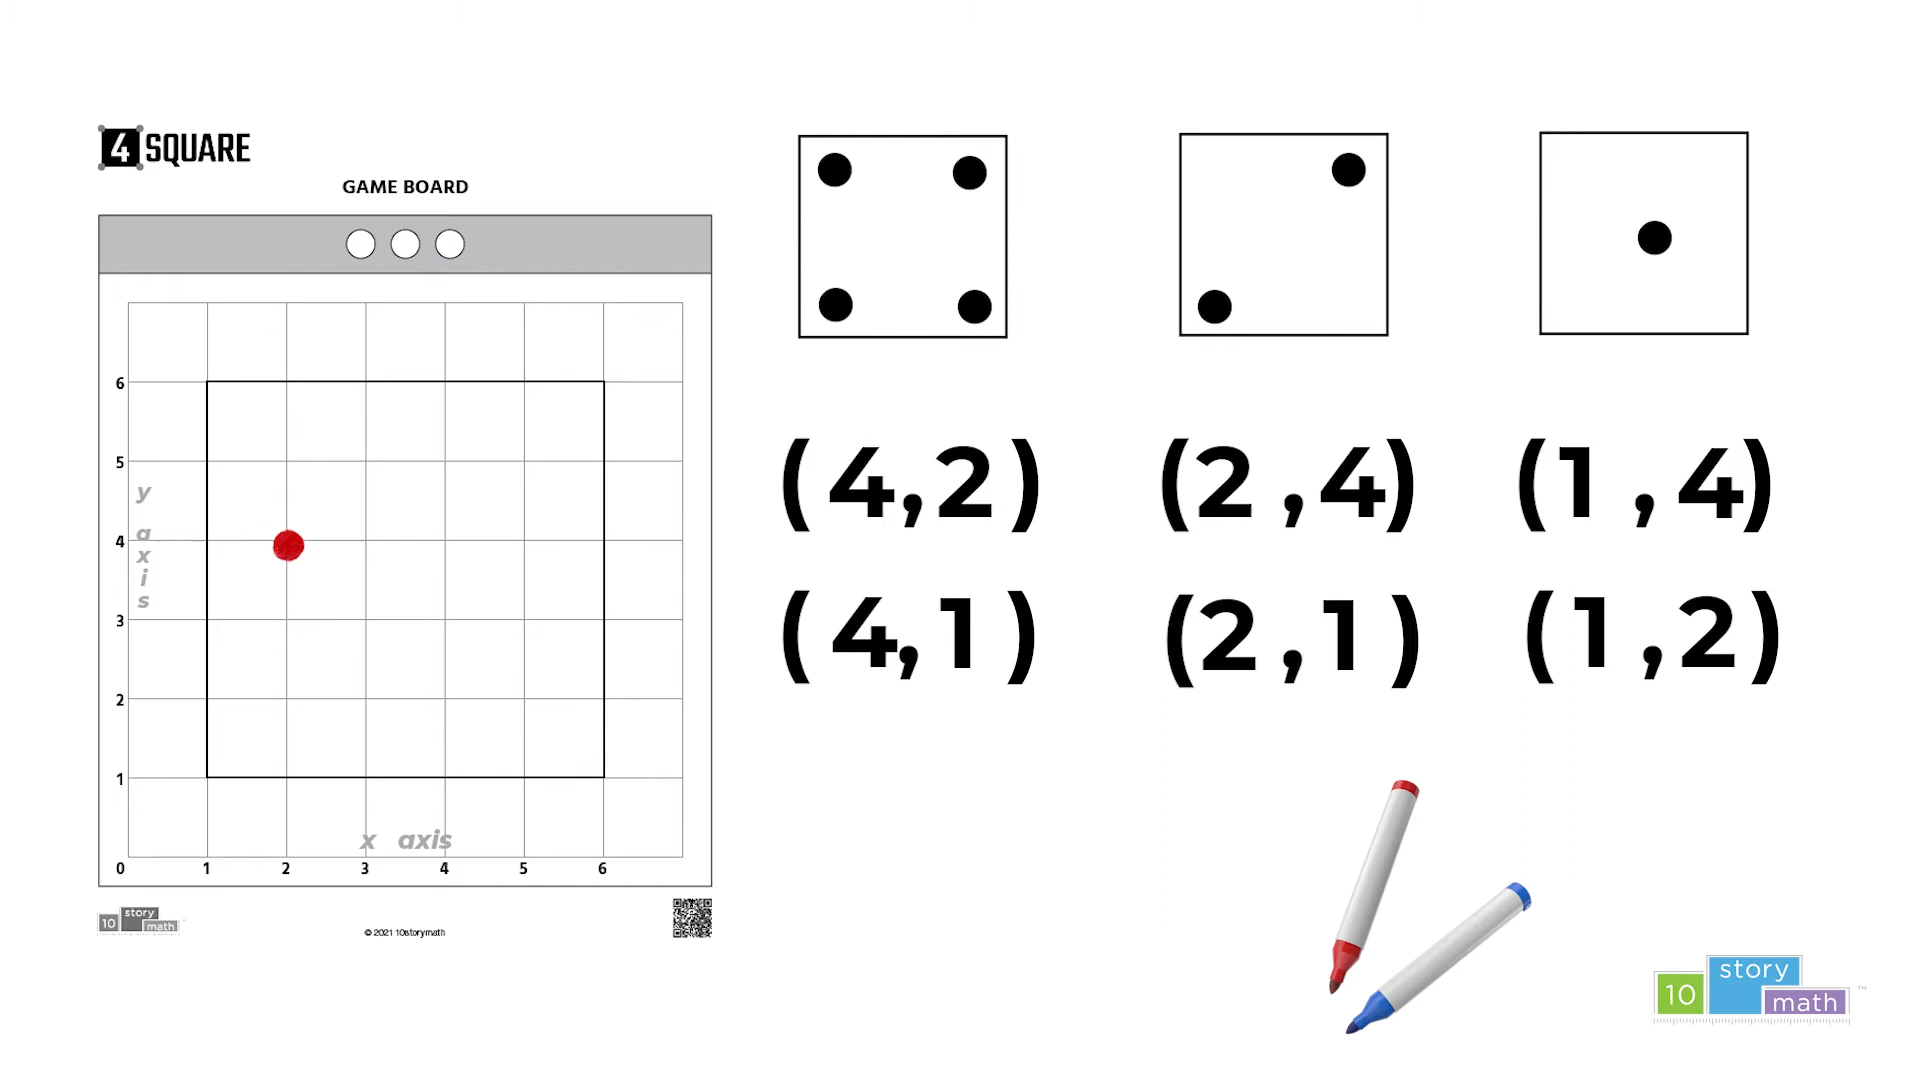 4 SQUARE
GAME BOARD
6
5
y axis
4
3
2
1
x axis
0 1 2 3 4 5 6
10 story math
© 2021 10storymath
(4,2) (2,4) (1,4)
(4,1) (2,1) (1,2)
10 story math ™